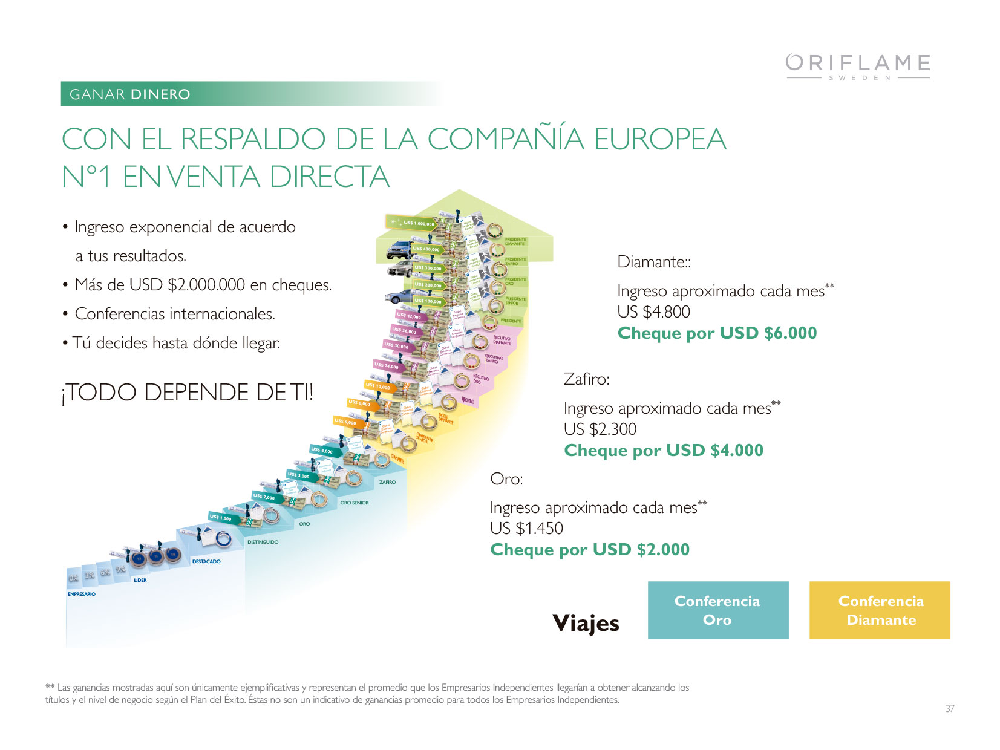 ORIFLAME
SWEDEN
GANAR DINERO
CON EL RESPALDO DE LA COMPAÑÍA EUROPEA
Nº1 EN VENTA DIRECTA
• Ingreso exponencial de acuerdo
a tus resultados.
• Más de USD $2.000.000 en cheques.
• Conferencias internacionales.
• Tú decides hasta dónde llegar.
¡TODO DEPENDE DE TI!
US$ 1,000,000
PRESIDENTE
DIAMANTE
US$ 400,000
PRESIDENTE
ZAFIRO
US$ 300,000
PRESIDENTE
ORO
US$ 200,000
PRESIDENTE
SENIOR
US$ 100,000
PRESIDENTE
US$ 42,000
EJECUTIVO
DIAMANTE
US$ 36,000
EJECUTIVO
ZAFIRO
US$ 30,000
EJECUTIVO
ORO
US$ 24,000
EJECUTIVO
US$ 10,000
DOBLE
DIAMANTE
US$ 8,000
DIAMANTE
SENIOR
US$ 6,000
DIAMANTE
US$ 4,000
ZAFIRO
US$ 3,000
ORO SENIOR
US$ 2,000
ORO
US$ 1,000
DISTINGUIDO
DESTACADO
LÍDER
0% 3% 6% 9%
EMPRESARIO
Diamante::
Ingreso aproximado cada mes**
US $4.800
Cheque por USD $6.000
Zafiro:
Ingreso aproximado cada mes**
US $2.300
Cheque por USD $4.000
Oro:
Ingreso aproximado cada mes**
US $1.450
Cheque por USD $2.000
Viajes
Conferencia
Oro
Conferencia
Diamante
** Las ganancias mostradas aquí son únicamente ejemplificativas y representan el promedio que los Empresarios Independientes llegarían a obtener alcanzando los
títulos y el nivel de negocio según el Plan del Éxito. Éstas no son un indicativo de ganancias promedio para todos los Empresarios Independientes.
37